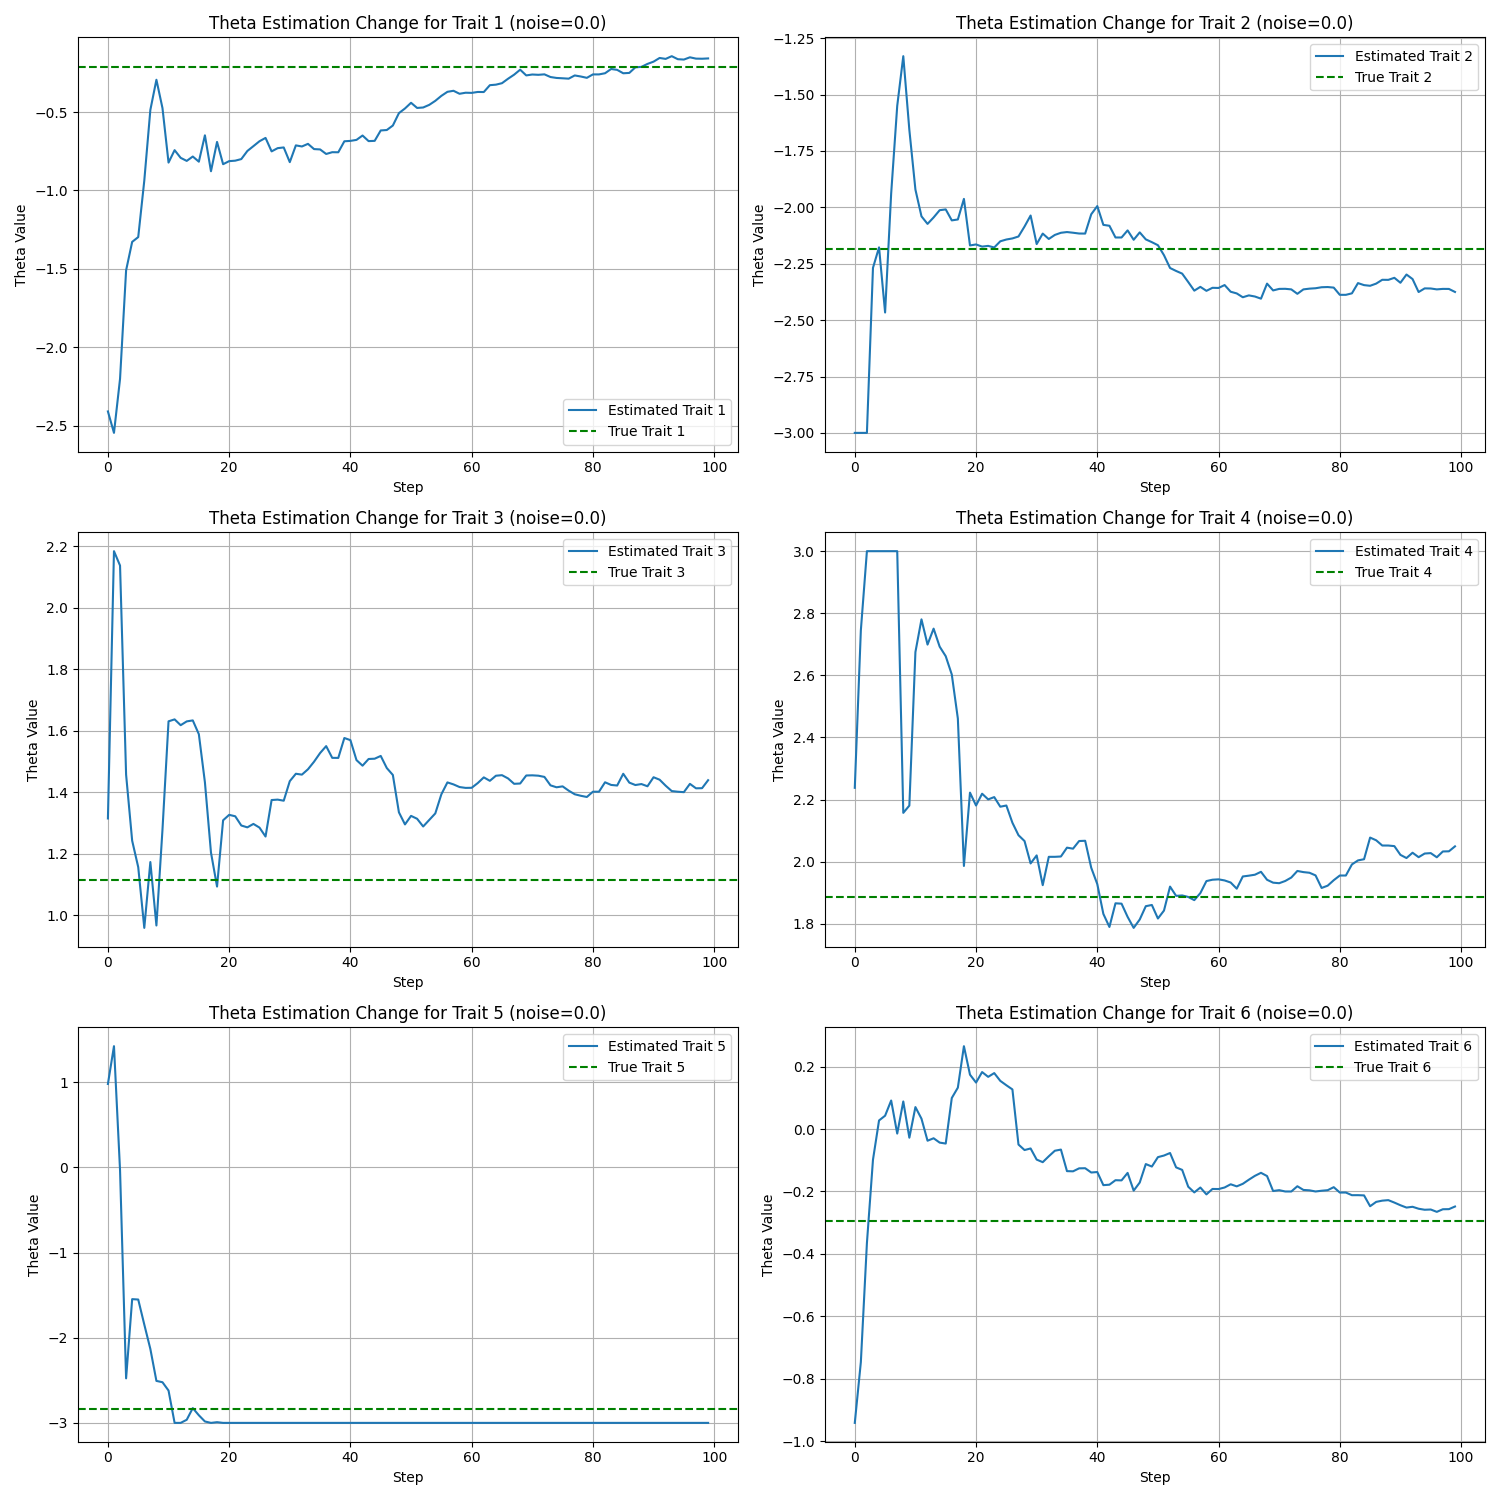 Theta Estimation Change for Trait 1 (noise=0.0)
Theta Value
−0.5
−1.0
−1.5
−2.0
−2.5
Estimated Trait 1
True Trait 1
0 20 40 60 80 100
Step
Theta Estimation Change for Trait 2 (noise=0.0)
Theta Value
−1.25
−1.50
−1.75
−2.00
−2.25
−2.50
−2.75
−3.00
Estimated Trait 2
True Trait 2
0 20 40 60 80 100
Step
Theta Estimation Change for Trait 3 (noise=0.0)
Theta Value
2.2
2.0
1.8
1.6
1.4
1.2
1.0
Estimated Trait 3
True Trait 3
0 20 40 60 80 100
Step
Theta Estimation Change for Trait 4 (noise=0.0)
Theta Value
3.0
2.8
2.6
2.4
2.2
2.0
1.8
Estimated Trait 4
True Trait 4
0 20 40 60 80 100
Step
Theta Estimation Change for Trait 5 (noise=0.0)
Theta Value
1
0
−1
−2
−3
Estimated Trait 5
True Trait 5
0 20 40 60 80 100
Step
Theta Estimation Change for Trait 6 (noise=0.0)
Theta Value
0.2
0.0
−0.2
−0.4
−0.6
−0.8
−1.0
Estimated Trait 6
True Trait 6
0 20 40 60 80 100
Step